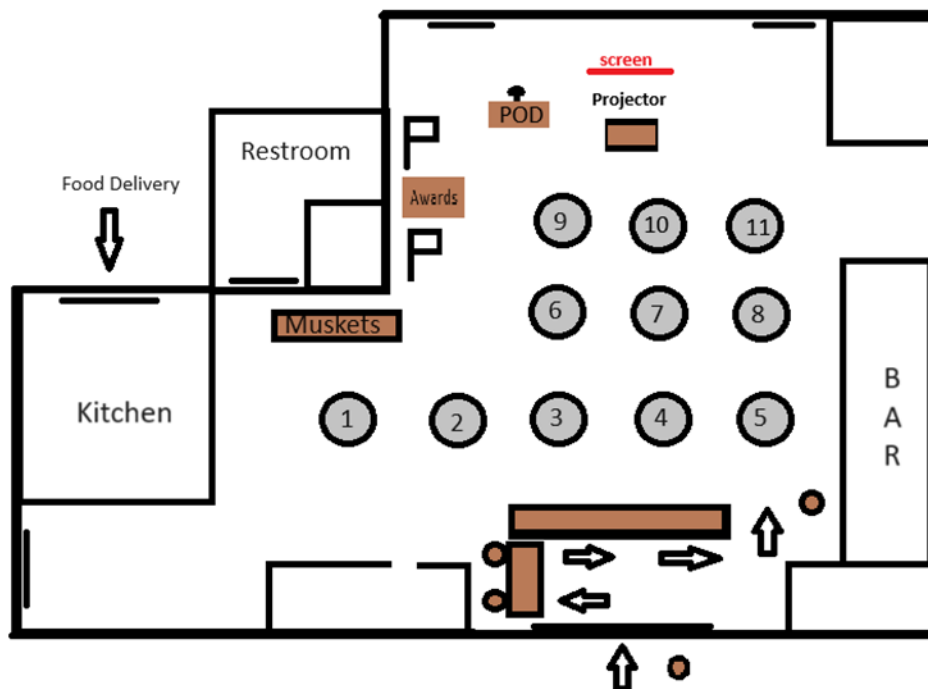 screen
Projector
POD
Restroom
Awards
Food Delivery
9
10
11
Muskets
6
7
8
Kitchen
1
2
3
4
5
B
A
R